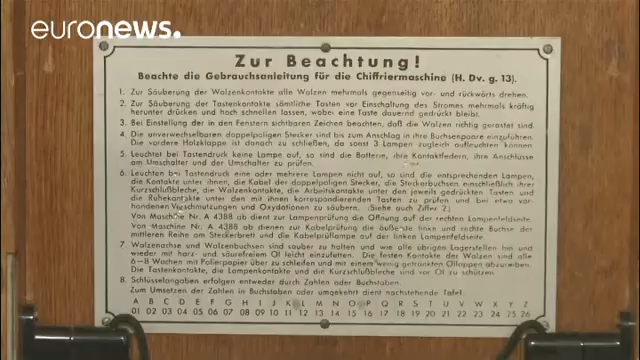 euronews.
Zur Beachtung!
Beachte die Gebrauchsanleitung für die Chiffriermaschine (H. Dv. g. 13).
1. Zur Säuberung der Walzenkontakte alle Walzen mehrmals gegenseitig vor- und rückwärts drehen.
2. Zur Säuberung der Tastenkontakte sämtliche Tasten vor Einschaltung des Stromes mehrmals kräftig
herunter drücken und hoch schnellen lassen, wobei eine Taste dauernd gedrückt bleibt.
3. Bei Einstellung der in den Fenstern sichtbaren Zeichen beachten, daß die Walzen richtig gerastet sind.
4. Die unverwechselbaren doppelpoligen Stecker sind bis zum Anschlag in ihre Buchsenpaare einzuführen.
Die vordere Holzklappe ist danach zu schließen, da sonst 3 Lampen zugleich aufleuchten können
5. Leuchtet bei Tastendruck keine Lampe auf, so sind die Batterie, ihre Kontaktfedern, ihre Anschlüsse
am Umschalter und der Umschalter zu prüfen.
6. Leuchten bei Tastendruck eine oder mehrere Lampen nicht auf, so sind die entsprechenden Lampen,
die Kontakte unter ihnen, die Kabel der doppelpoligen Stecker, die Steckerbuchsen einschließlich ihrer
Kurzschlußbleche, die Walzenkontakte, die Arbeitskontakte unter den jeweils gedrückten Tasten und
die Ruhekontakte unter den mit ihnen korrespondierenden Tasten zu prüfen und bei etwa vor-
handenen Verschmutzungen und Oxydationen zu säubern. (Siehe auch Ziffer 2)
Von Maschine Nr. A 4388 ab dient zur Lampenprüfung die Öffnung auf der rechten Lampenfeldseite.
Von Maschine Nr. A 4388 ab dienen zur Kabelprüfung die äußerste linke und rechte Buchse der
mittleren Reihe am Steckerbrett und die Kabelprüflampe auf der linken Lampenfeldseite.
7. Walzenachse und Walzenbuchsen sind sauber zu halten und wie alle übrigen Lagerstellen hin und
wieder mit harz- und säurefreiem Öl leicht einzufetten. Die festen Kontakte der Walzen sind alle
6—8 Wochen mit Polierpapier über zu schleifen und mit einem wenig getränkten Öllappen abzureiben.
Die Tastenkontakte, die Lampenkontakte und die Kurzschlußbleche sind vor Öl zu schützen.
8. Schlüsselangaben erfolgen entweder durch Zahlen oder Buchstaben.
Zum Umsetzen der Zahlen in Buchstaben oder umgekehrt dient nachstehende Tafel:
A B C D E F G H I J K L M N O P Q R S T U V W X Y Z
01 02 03 04 05 06 07 08 09 10 11 12 13 14 15 16 17 18 19 20 21 22 23 24 25 26